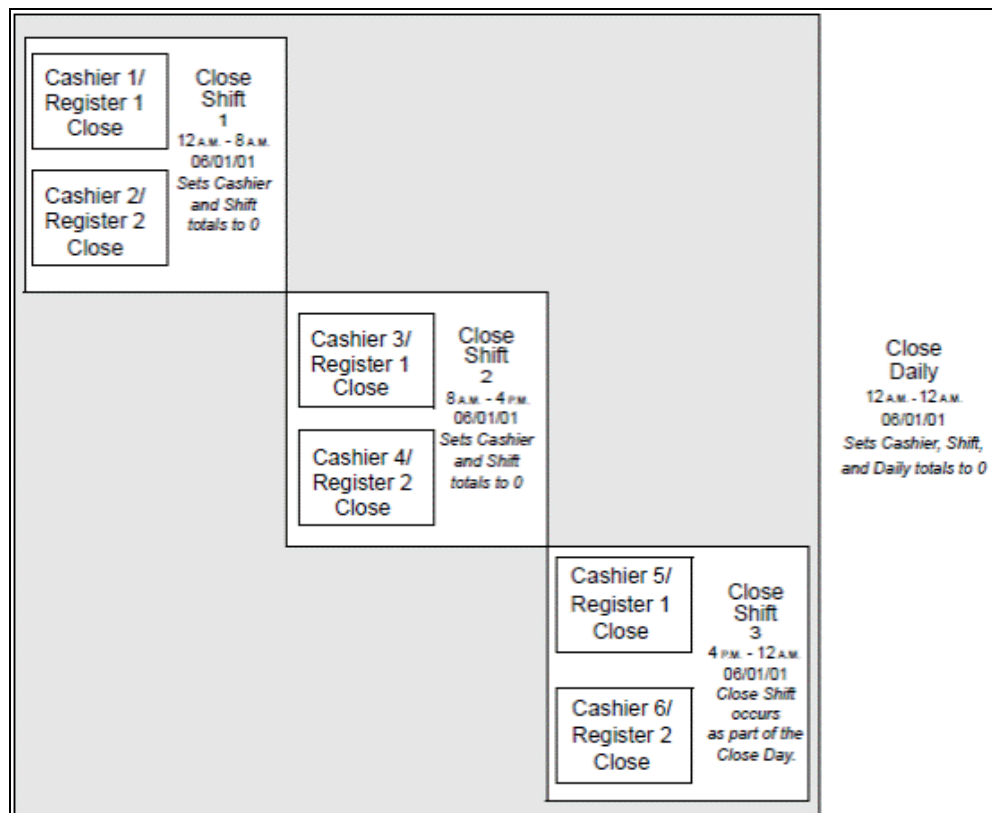 Cashier 1/
Register 1
Close
Cashier 2/
Register 2
Close
Close
Shift
1
12 A.M. - 8 A.M.
06/01/01
Sets Cashier
and Shift
totals to 0
Cashier 3/
Register 1
Close
Cashier 4/
Register 2
Close
Close
Shift
2
8 A.M. - 4 P.M.
06/01/01
Sets Cashier
and Shift
totals to 0
Cashier 5/
Register 1
Close
Cashier 6/
Register 2
Close
Close
Shift
3
4 P.M. - 12 A.M.
06/01/01
Close Shift
occurs
as part of the
Close Day.
Close
Daily
12 A.M. - 12 A.M.
06/01/01
Sets Cashier, Shift,
and Daily totals to 0